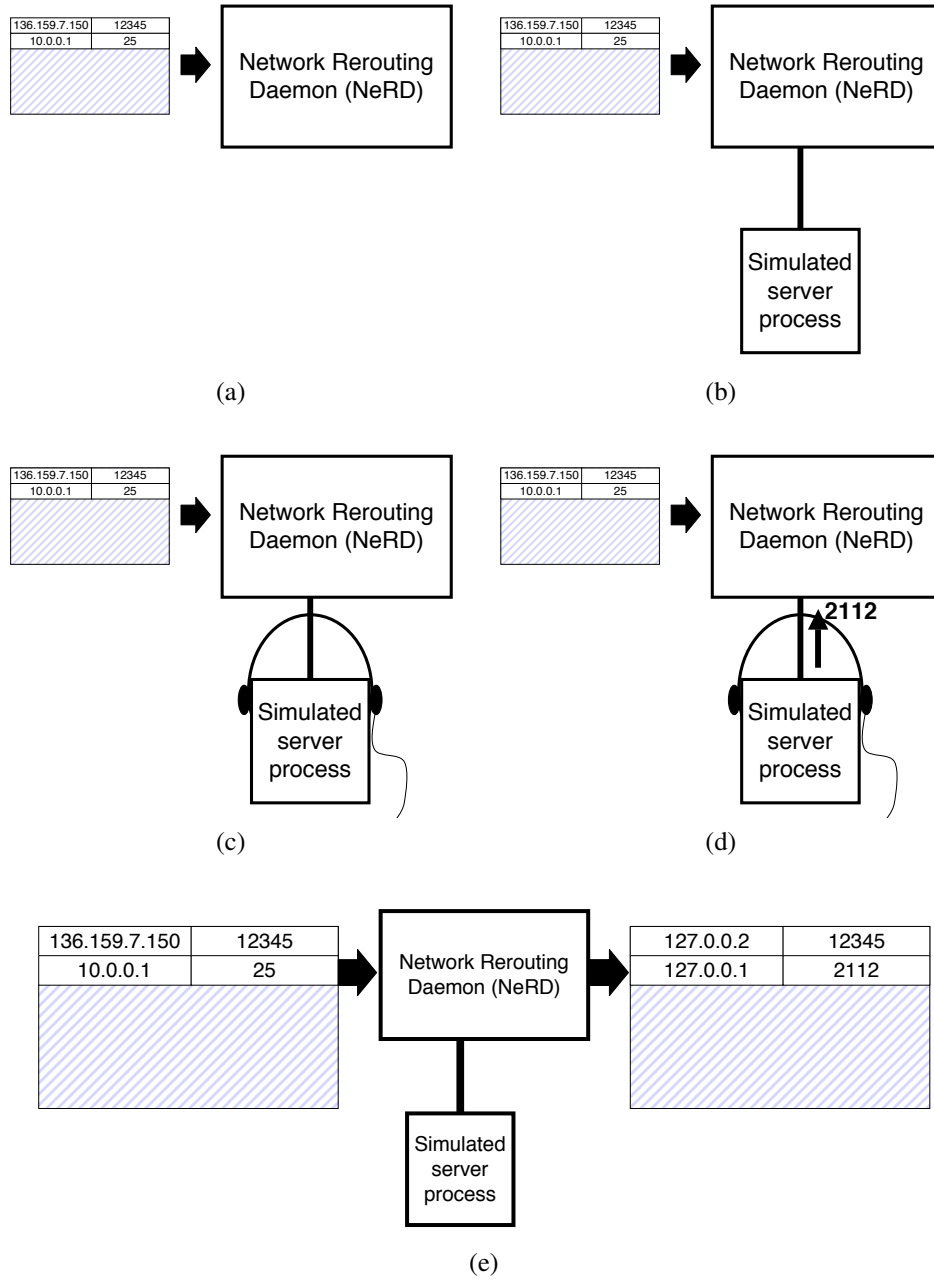 136.159.7.150 12345
10.0.0.1 25
Network Rerouting
Daemon (NeRD)
(a)
136.159.7.150 12345
10.0.0.1 25
Network Rerouting
Daemon (NeRD)
Simulated
server
process
(b)
136.159.7.150 12345
10.0.0.1 25
Network Rerouting
Daemon (NeRD)
Simulated
server
process
(c)
136.159.7.150 12345
10.0.0.1 25
Network Rerouting
Daemon (NeRD)
2112
Simulated
server
process
(d)
136.159.7.150 12345
10.0.0.1 25
Network Rerouting
Daemon (NeRD)
127.0.0.2 12345
127.0.0.1 2112
Simulated
server
process
(e)